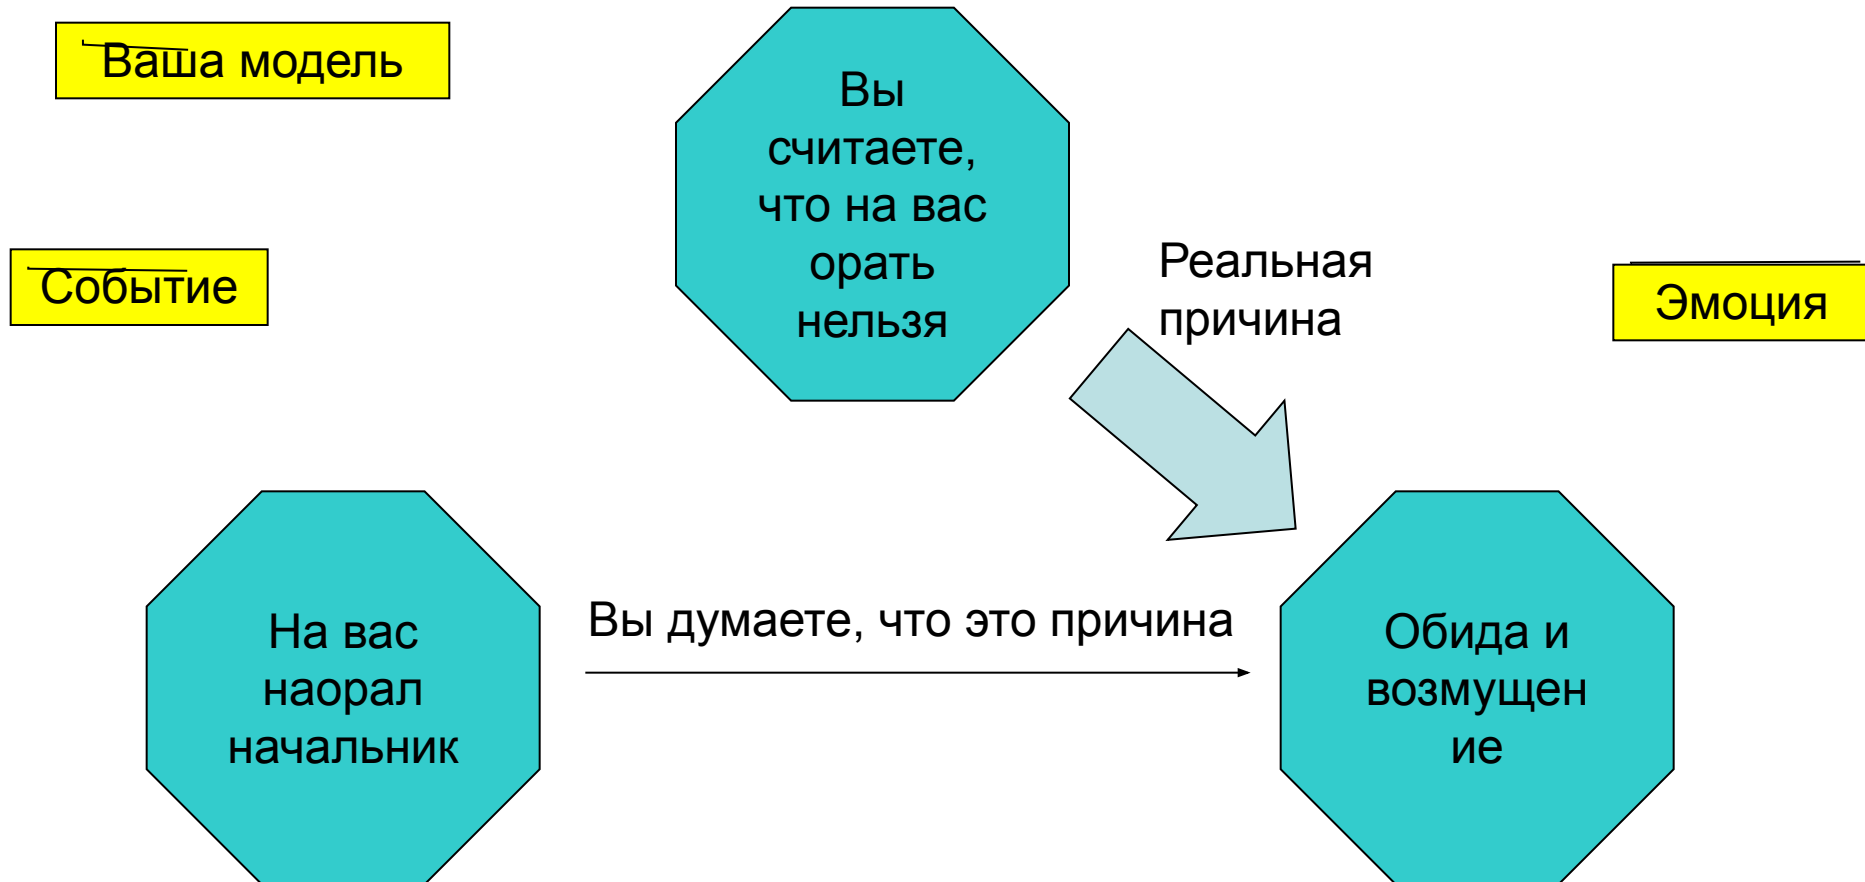 Ваша модель
Вы
считаете,
что на вас
орать
нельзя
Событие
Реальная
причина
Эмоция
На вас
наорал
начальник
Вы думаете, что это причина
Обида и
возмущен
ие